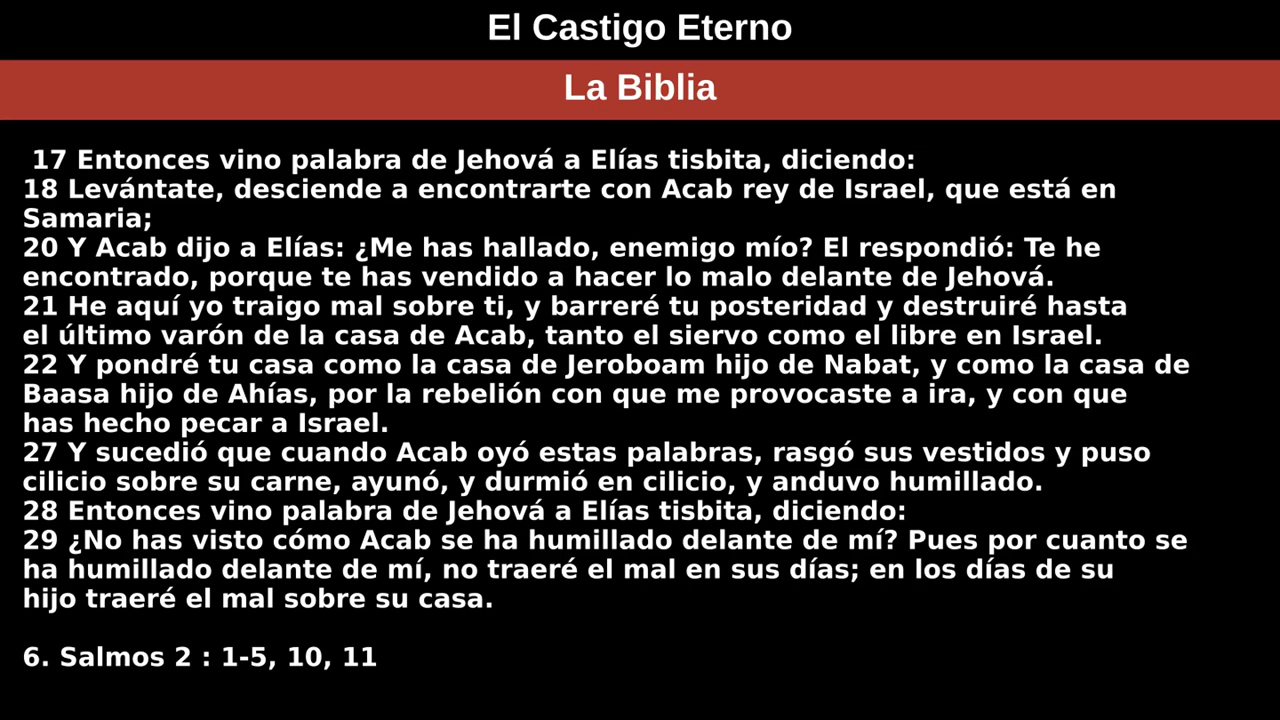 El Castigo Eterno
La Biblia
17 Entonces vino palabra de Jehová a Elías tisbita, diciendo:
18 Levántate, desciende a encontrarte con Acab rey de Israel, que está en
Samaria;
20 Y Acab dijo a Elías: ¿Me has hallado, enemigo mío? El respondió: Te he
encontrado, porque te has vendido a hacer lo malo delante de Jehová.
21 He aquí yo traigo mal sobre ti, y barreré tu posteridad y destruiré hasta
el último varón de la casa de Acab, tanto el siervo como el libre en Israel.
22 Y pondré tu casa como la casa de Jeroboam hijo de Nabat, y como la casa de
Baasa hijo de Ahías, por la rebelión con que me provocaste a ira, y con que
has hecho pecar a Israel.
27 Y sucedió que cuando Acab oyó estas palabras, rasgó sus vestidos y puso
cilicio sobre su carne, ayunó, y durmió en cilicio, y anduvo humillado.
28 Entonces vino palabra de Jehová a Elías tisbita, diciendo:
29 ¿No has visto cómo Acab se ha humillado delante de mí? Pues por cuanto se
ha humillado delante de mí, no traeré el mal en sus días; en los días de su
hijo traeré el mal sobre su casa.
6. Salmos 2 : 1-5, 10, 11